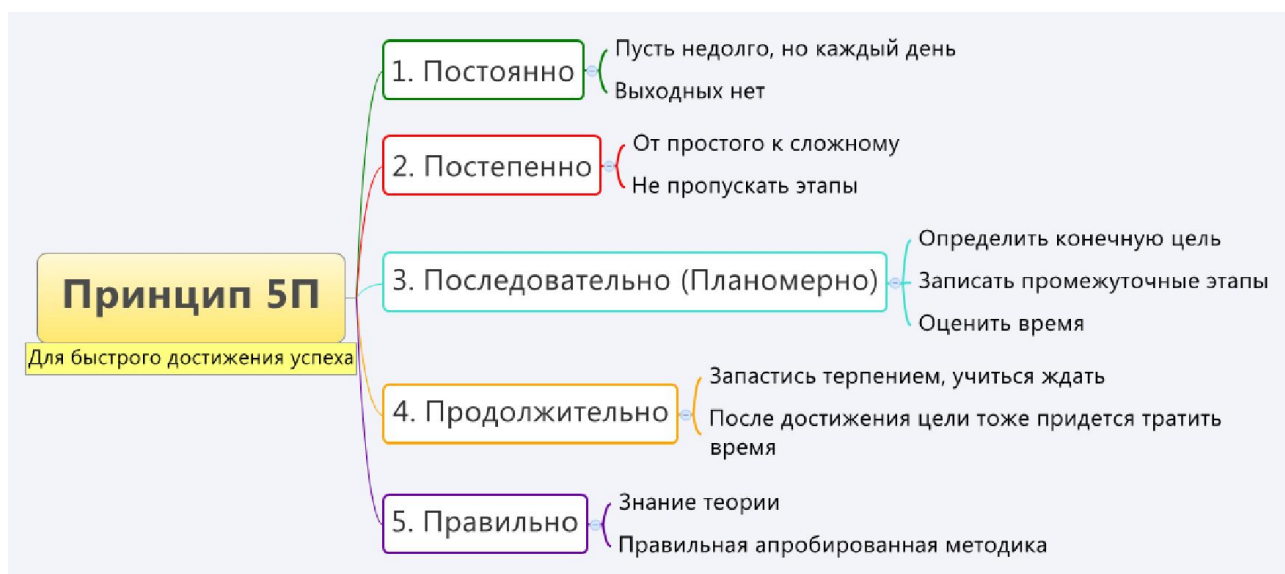 Принцип 5П
Для быстрого достижения успеха
1. Постоянно
Пусть недолго, но каждый день
Выходных нет
2. Постепенно
От простого к сложному
Не пропускать этапы
3. Последовательно (Планомерно)
Определить конечную цель
Записать промежуточные этапы
Оценить время
4. Продолжительно
Запастись терпением, учиться ждать
После достижения цели тоже придется тратить
время
5. Правильно
Знание теории
Правильная апробированная методика